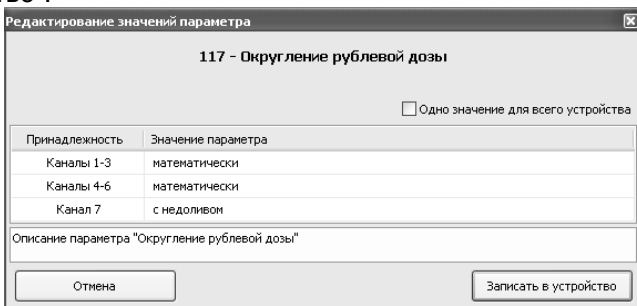 Редактирование значений параметра
117 - Округление рублевой дозы
Одно значение для всего устройства
Принадлежность Значение параметра
Каналы 1-3 математически
Каналы 4-6 математически
Канал 7 с недоливом
Описание параметра "Округление рублевой дозы"
Отмена Записать в устройство